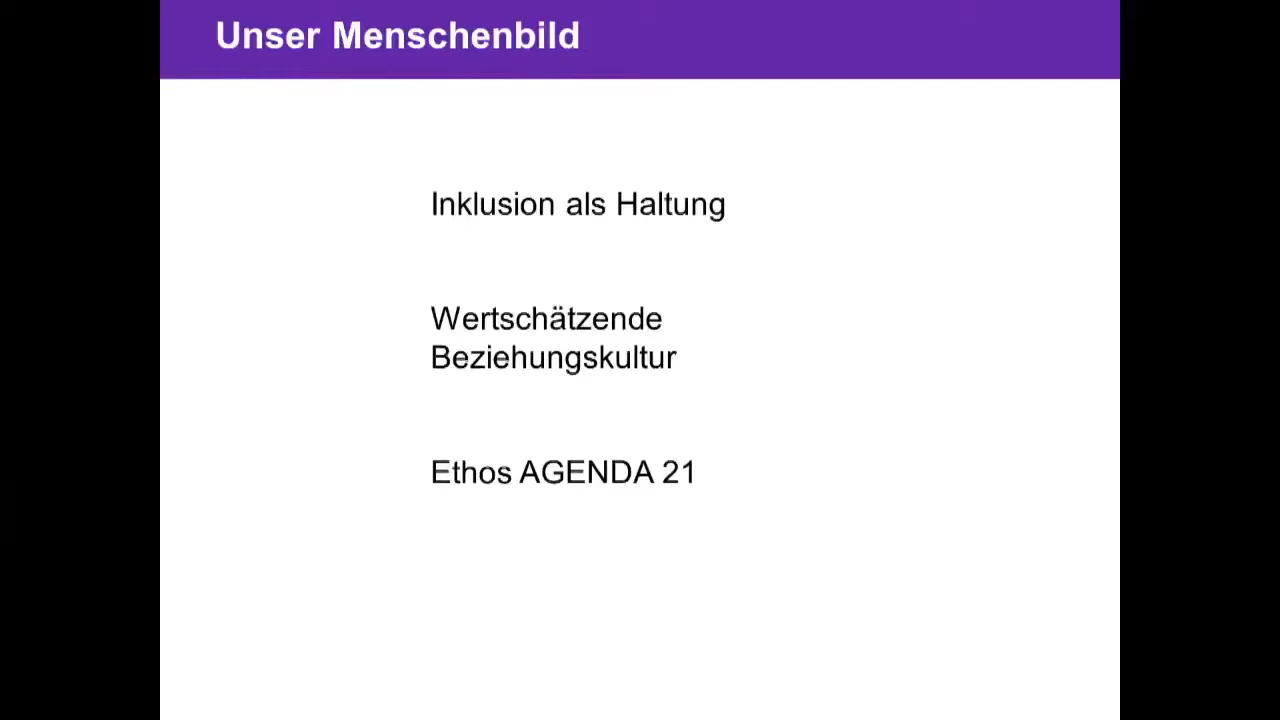 Unser Menschenbild
Inklusion als Haltung
Wertschätzende
Beziehungskultur
Ethos AGENDA 21